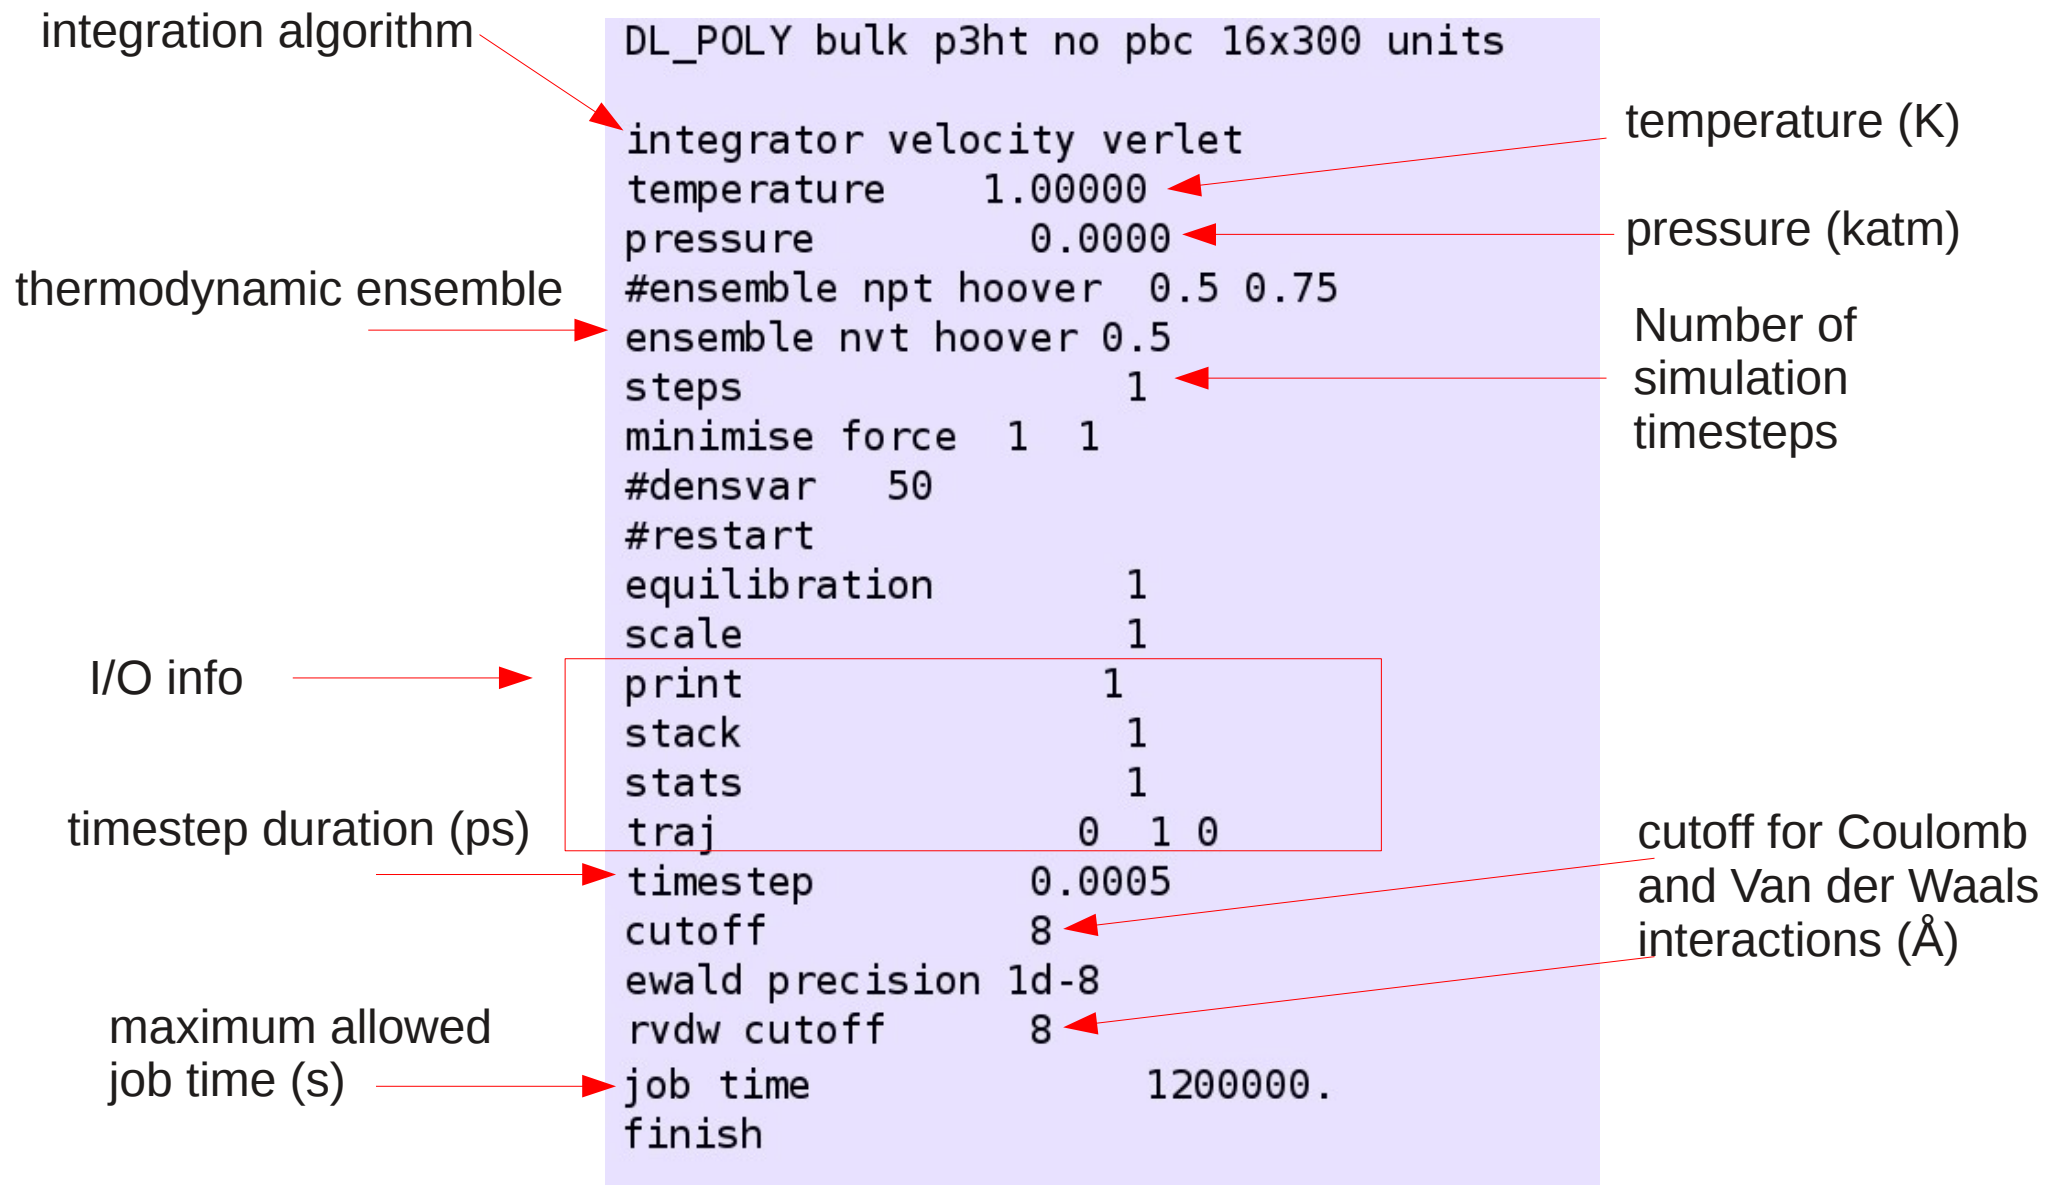 integration algorithm
DL_POLY bulk p3ht no pbc 16x300 units
integrator velocity verlet
temperature 1.00000
pressure 0.0000
#ensemble npt hoover 0.5 0.75
ensemble nvt hoover 0.5
steps 1
minimise force 1 1
#densvar 50
#restart
equilibration 1
scale 1
print 1
stack 1
stats 1
traj 0 1 0
timestep 0.0005
cutoff 8
ewald precision 1d-8
rvdw cutoff 8
job time 1200000.
finish
thermodynamic ensemble
I/O info
timestep duration (ps)
maximum allowed
job time (s)
temperature (K)
pressure (katm)
Number of
simulation
timesteps
cutoff for Coulomb
and Van der Waals
interactions (Å)